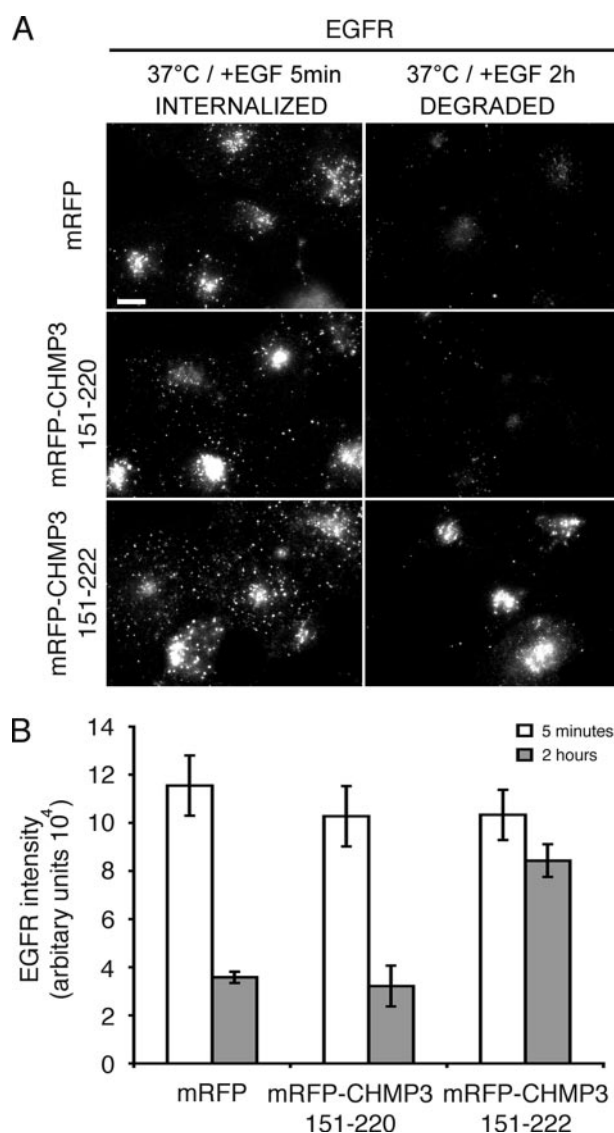 A
EGFR
37°C / +EGF 5min
INTERNALIZED
37°C / +EGF 2h
DEGRADED
mRFP
mRFP-CHMP3
151-220
mRFP-CHMP3
151-222
B
EGFR intensity
(arbitary units 10⁴)
14
12
10
8
6
4
2
0
5 minutes
2 hours
mRFP
mRFP-CHMP3
151-220
mRFP-CHMP3
151-222